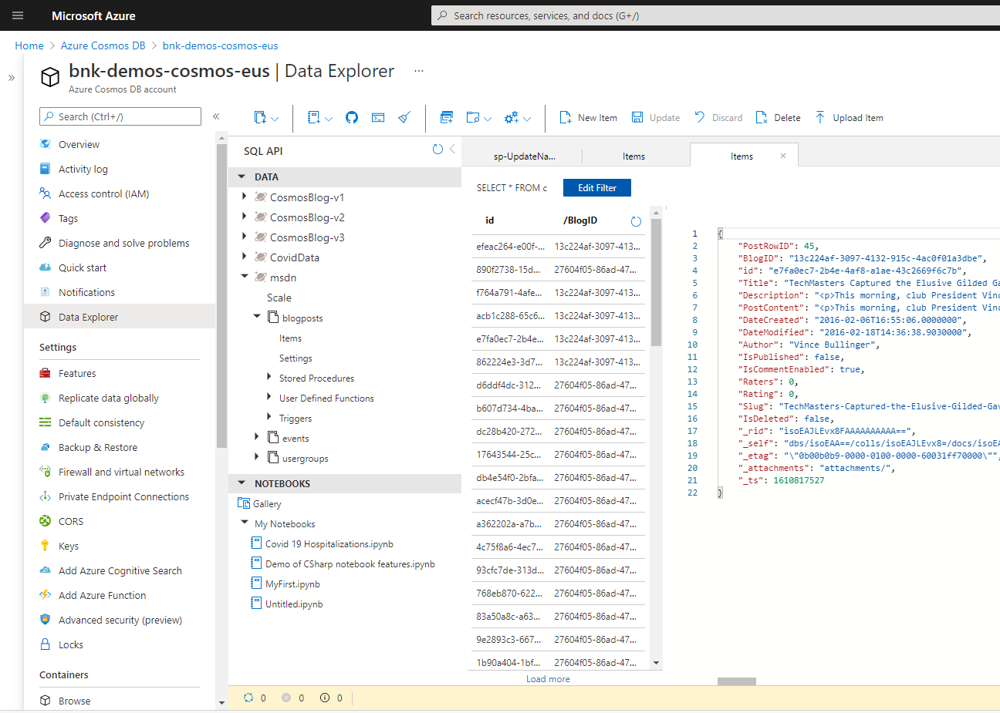 Microsoft Azure
Search resources, services, and docs (G+/)
Home > Azure Cosmos DB > bnk-demos-cosmos-eus
bnk-demos-cosmos-eus | Data Explorer ...
Azure Cosmos DB account
Search (Ctrl+/)
Overview
Activity log
Access control (IAM)
Tags
Diagnose and solve problems
Quick start
Notifications
Data Explorer
Settings
Features
Replicate data globally
Default consistency
Backup & Restore
Firewall and virtual networks
Private Endpoint Connections
CORS
Keys
Add Azure Cognitive Search
Add Azure Function
Advanced security (preview)
Locks
Containers
Browse
New Item
Update
Discard
Delete
Upload Item
SQL API
DATA
CosmosBlog-v1
CosmosBlog-v2
CosmosBlog-v3
CovidData
msdn
Scale
blogposts
Items
Settings
Stored Procedures
User Defined Functions
Triggers
events
usergroups
NOTEBOOKS
Gallery
My Notebooks
Covid 19 Hospitalizations.ipynb
Demo of CSharp notebook features.ipynb
MyFirst.ipynb
Untitled.ipynb
sp-UpdateNa...
Items
Items
SELECT * FROM c
Edit Filter
id /BlogID
efeac264-e00f-... 13c224af-3097-413...
890f2738-15d... 27604f05-86ad-47...
f764a791-4afe... 13c224af-3097-413...
acb1c288-65c6... 13c224af-3097-413...
e7fa0ec7-2b4e... 13c224af-3097-413...
862224e3-3d7... 13c224af-3097-413...
d6ddf4dc-312... 27604f05-86ad-47...
b607d734-4ba... 27604f05-86ad-47...
dc28b420-272... 27604f05-86ad-47...
17643544-25c... 27604f05-86ad-47...
db4e54f0-2bfa... 27604f05-86ad-47...
acecf47b-3d0e... 27604f05-86ad-47...
a362202a-a7b... 27604f05-86ad-47...
4c75f8a6-4ec7... 27604f05-86ad-47...
93cfc7de-313d... 27604f05-86ad-47...
768eb870-622... 27604f05-86ad-47...
83a50a8c-a63... 27604f05-86ad-47...
9e2893c3-667... 27604f05-86ad-47...
1b90a404-1bf... 27604f05-86ad-47...
Load more
1 {
2 "PostRowID": 45,
3 "BlogID": "13c224af-3097-4132-915c-4ac0f01a3dbe",
4 "id": "e7fa0ec7-2b4e-4af8-a1ae-43c2669f6c7b",
5 "Title": "TechMasters Captured the Elusive Gilded Ga
6 "Description": "<p>This morning, club President Vinc
7 "PostContent": "<p>This morning, club President Vinc
8 "DateCreated": "2016-02-06T16:55:06.0000000",
9 "DateModified": "2016-02-18T14:36:38.9030000",
10 "Author": "Vince Bullinger",
11 "IsPublished": false,
12 "IsCommentEnabled": true,
13 "Raters": 0,
14 "Rating": 0,
15 "Slug": "TechMasters-Captured-the-Elusive-Gilded-Gav
16 "IsDeleted": false,
17 "_rid": "isoEAJLEvx8FAAAAAAAAAA==",
18 "_self": "dbs/isoEAA==/colls/isoEAJLEvx8=/docs/isoEA
19 "_etag": "\"0b00b0b9-0000-0100-0000-60031ff70000\"",
20 "_attachments": "attachments/",
21 "_ts": 1610817527
22 }
0 0 0